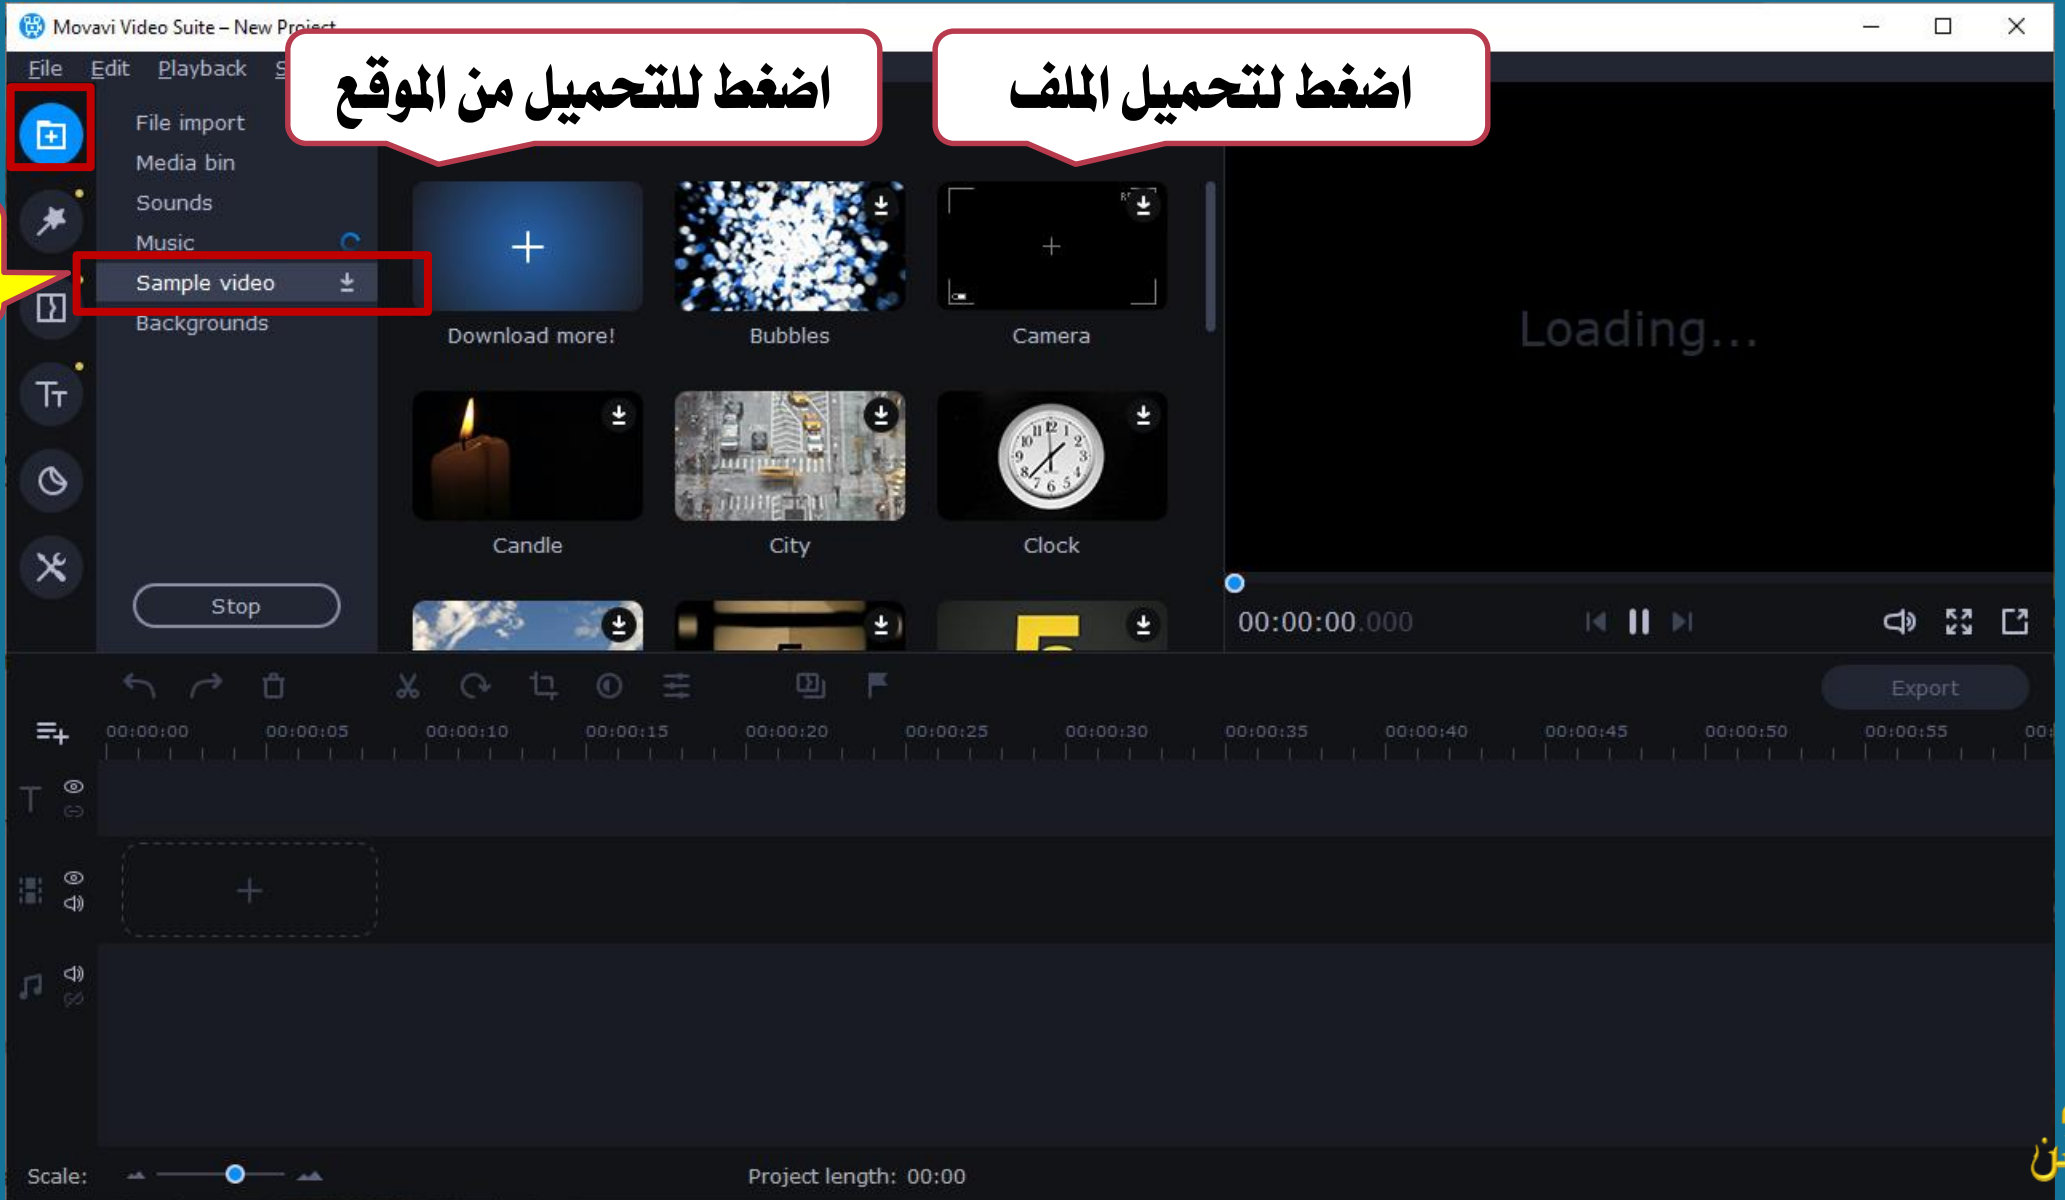 Movavi Video Suite – New Project
File Edit Playback
اضغط للتحميل من الموقع
اضغط لتحميل الملف
File import
Media bin
Sounds
Music
Sample video
Backgrounds
Stop
Download more!
Bubbles
Camera
Candle
City
Clock
Loading...
00:00:00.000
Export
00:00:00 00:00:05 00:00:10 00:00:15 00:00:20 00:00:25 00:00:30 00:00:35 00:00:40 00:00:45 00:00:50 00:00:55
Scale:
Project length: 00:00